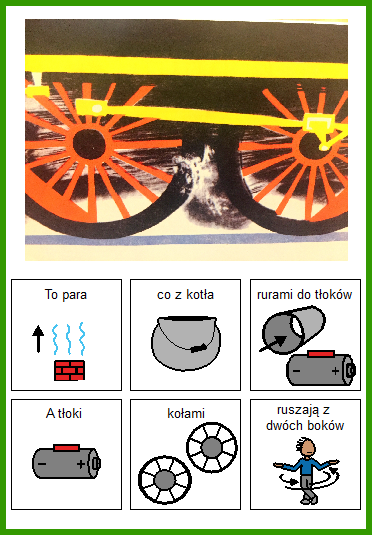 To para
co z kotła
rurami do tłoków
A tłoki
kołami
ruszają z
dwóch boków